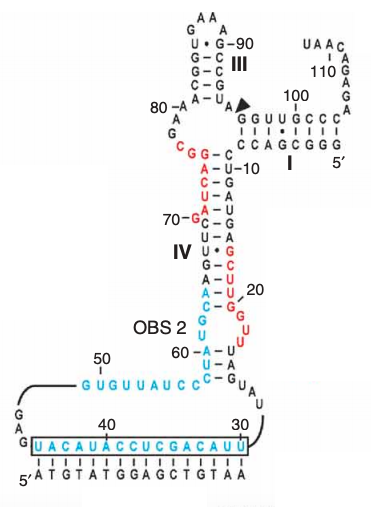 A A
G A
U • G –90
G – C
G – C
C – G
A – U
III
U A A C
A
G
A
G
A
110
80
A
A
G
C
G
A
100
G G U U G C C C
C C A G C G G G
I
5′
G – C
A – U –10
C – G
U – A
A – U
70– G
C – G
U – A
U • G
G – C
A – U
A – U
C – G
IV
20
G G
U U
U
OBS 2
60 – A – U
U – A
C – G
U
A
U
50
G U G U U A U C C
G
A
G
40
30
U A C A U A C C U C G A C A U U
5′ A T G T A T G G A G C T G T A A